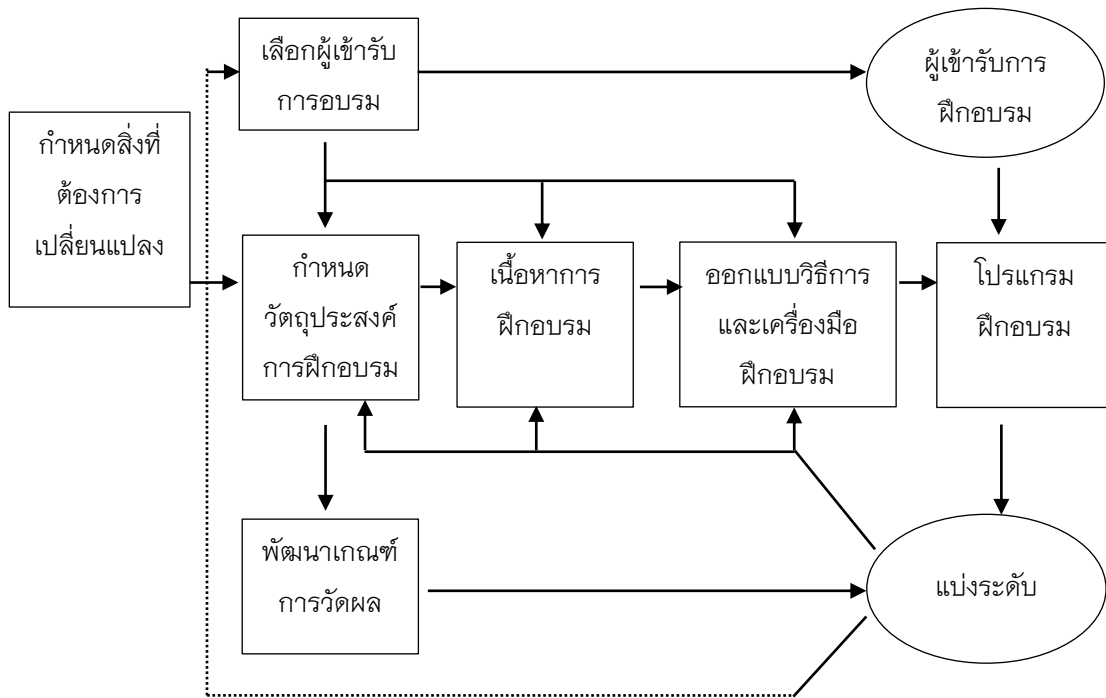 เลือกผู้เข้ารับ
การอบรม
ผู้เข้ารับการ
ฝึกอบรม
กำหนดสิ่งที่
ต้องการ
เปลี่ยนแปลง
กำหนด
วัตถุประสงค์
การฝึกอบรม
เนื้อหาการ
ฝึกอบรม
ออกแบบวิธีการ
และเครื่องมือ
ฝึกอบรม
โปรแกรม
ฝึกอบรม
พัฒนาเกณฑ์
การวัดผล
แบ่งระดับ